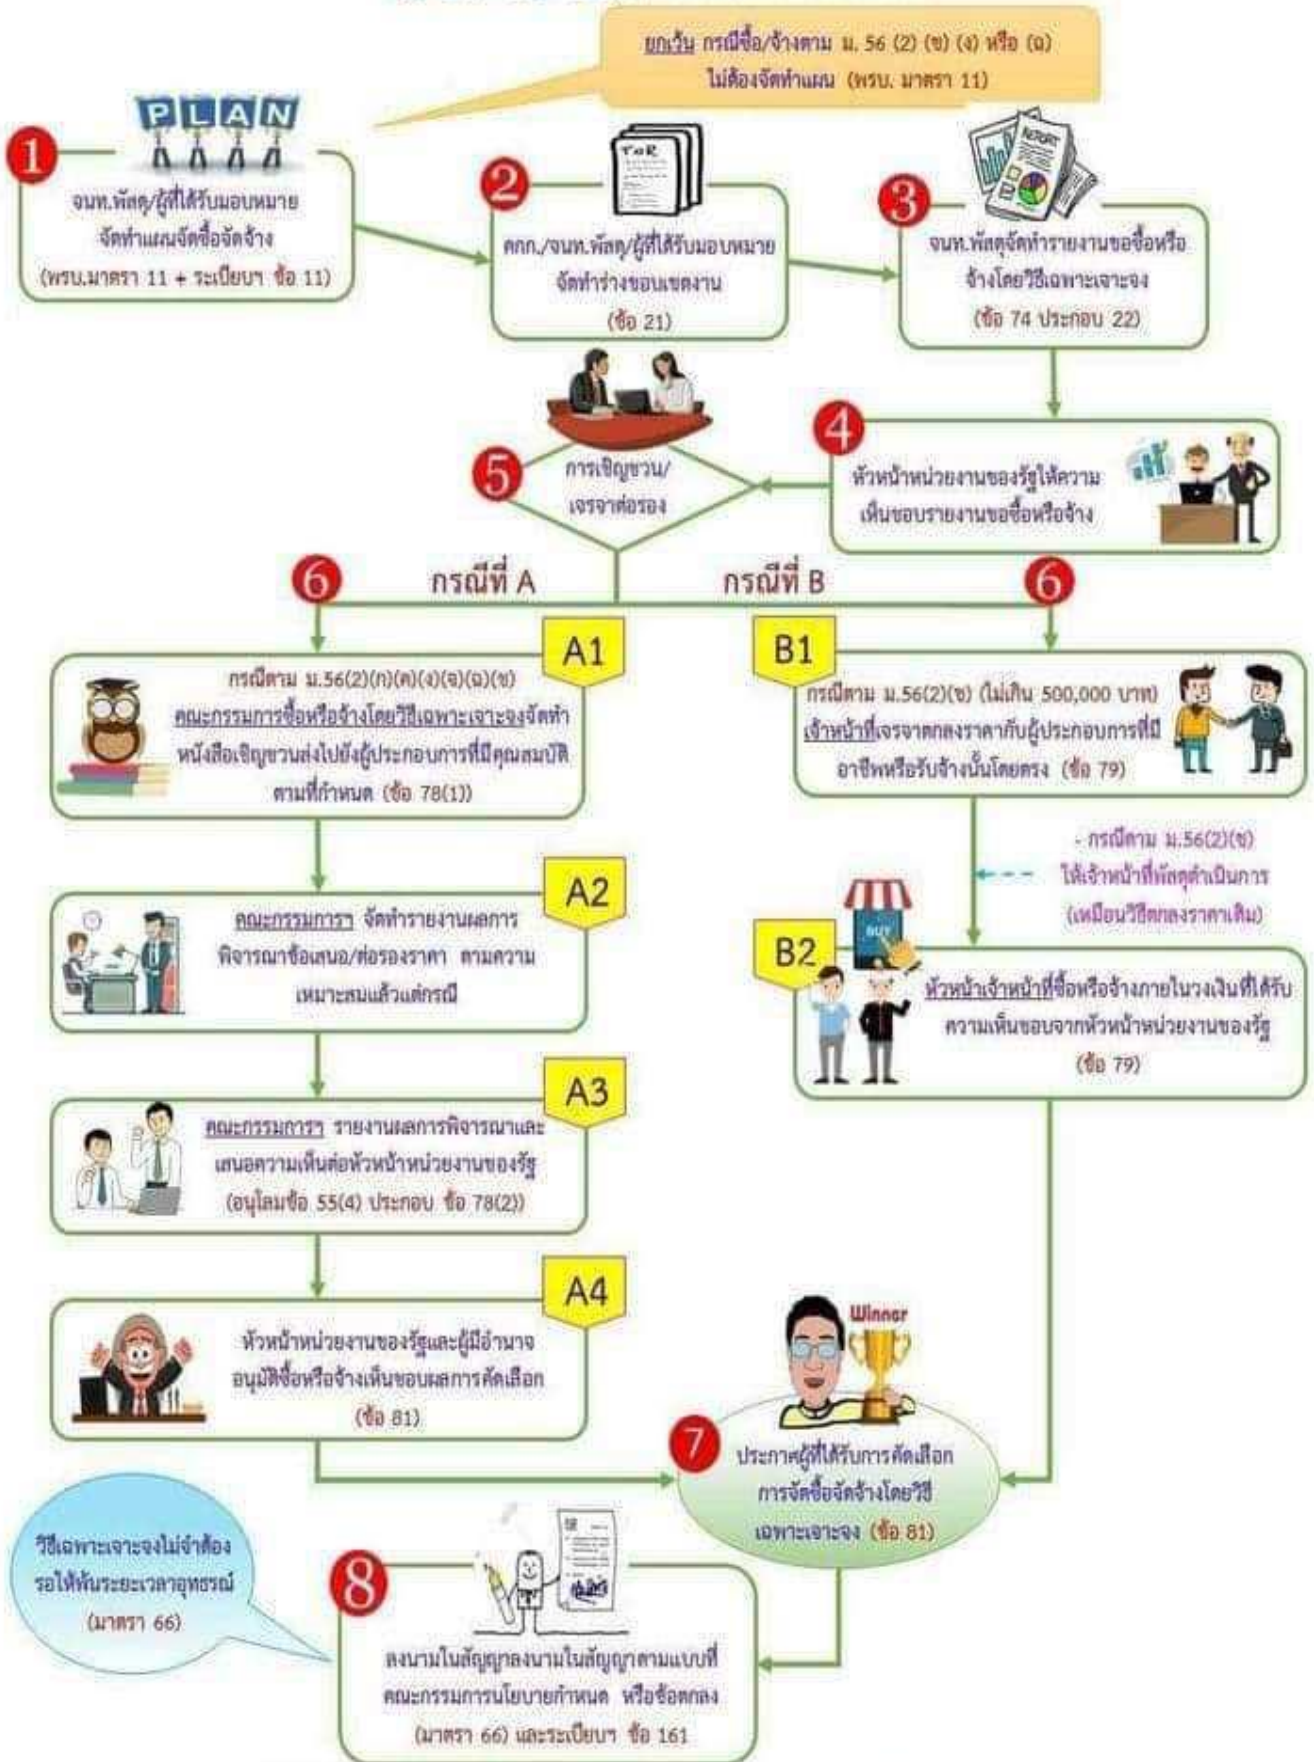 ยกเว้น กรณีซื้อ/จ้างตาม ม. 56 (2) (ข) (ง) หรือ (ฉ)
ไม่ต้องจัดทำแผน (พรบ. มาตรา 11)
PLAN
1
จนท.พัสดุ/ผู้ที่ได้รับมอบหมาย
จัดทำแผนจัดซื้อจัดจ้าง
(พรบ.มาตรา 11 + ระเบียบฯ ข้อ 11)
TOR
2
คกก./จนท.พัสดุ/ผู้ที่ได้รับมอบหมาย
จัดทำร่างขอบเขตงาน
(ข้อ 21)
REPORT
3
จนท.พัสดุจัดทำรายงานขอซื้อหรือ
จ้างโดยวิธีเฉพาะเจาะจง
(ข้อ 74 ประกอบ 22)
4
หัวหน้าหน่วยงานของรัฐให้ความ
เห็นชอบรายงานขอซื้อหรือจ้าง
5
การเชิญชวน/
เจรจาต่อรอง
6
กรณีที่ A
กรณีที่ B
6
A1
กรณีตาม ม.56(2)(ก)(ค)(ง)(จ)(ฉ)(ช)
คณะกรรมการซื้อหรือจ้างโดยวิธีเฉพาะเจาะจงจัดทำ
หนังสือเชิญชวนส่งไปยังผู้ประกอบการที่มีคุณสมบัติ
ตามที่กำหนด (ข้อ 78(1))
B1
กรณีตาม ม.56(2)(ข) (ไม่เกิน 500,000 บาท)
เจ้าหน้าที่เจรจาตกลงราคากับผู้ประกอบการที่มี
อาชีพหรือรับจ้างนั้นโดยตรง (ข้อ 79)
- กรณีตาม ม.56(2)(ข)
ให้เจ้าหน้าที่พัสดุดำเนินการ
(เหมือนวิธีตกลงราคาเดิม)
A2
คณะกรรมการฯ จัดทำรายงานผลการ
พิจารณาข้อเสนอ/ต่อรองราคา ตามความ
เหมาะสมแล้วแต่กรณี
BUY
B2
หัวหน้าเจ้าหน้าที่ซื้อหรือจ้างภายในวงเงินที่ได้รับ
ความเห็นชอบจากหัวหน้าหน่วยงานของรัฐ
(ข้อ 79)
A3
คณะกรรมการฯ รายงานผลการพิจารณาและ
เสนอความเห็นต่อหัวหน้าหน่วยงานของรัฐ
(อนุโลมข้อ 55(4) ประกอบ ข้อ 78(2))
A4
หัวหน้าหน่วยงานของรัฐและผู้มีอำนาจ
อนุมัติซื้อหรือจ้างเห็นชอบผลการคัดเลือก
(ข้อ 81)
Winner
7
ประกาศผู้ที่ได้รับการคัดเลือก
การจัดซื้อจัดจ้างโดยวิธี
เฉพาะเจาะจง (ข้อ 81)
วิธีเฉพาะเจาะจงไม่จำต้อง
รอให้พ้นระยะเวลาอุทธรณ์
(มาตรา 66)
8
ลงนามในสัญญาลงนามในสัญญาตามแบบที่
คณะกรรมการนโยบายกำหนด หรือข้อตกลง
(มาตรา 66) และระเบียบฯ ข้อ 161